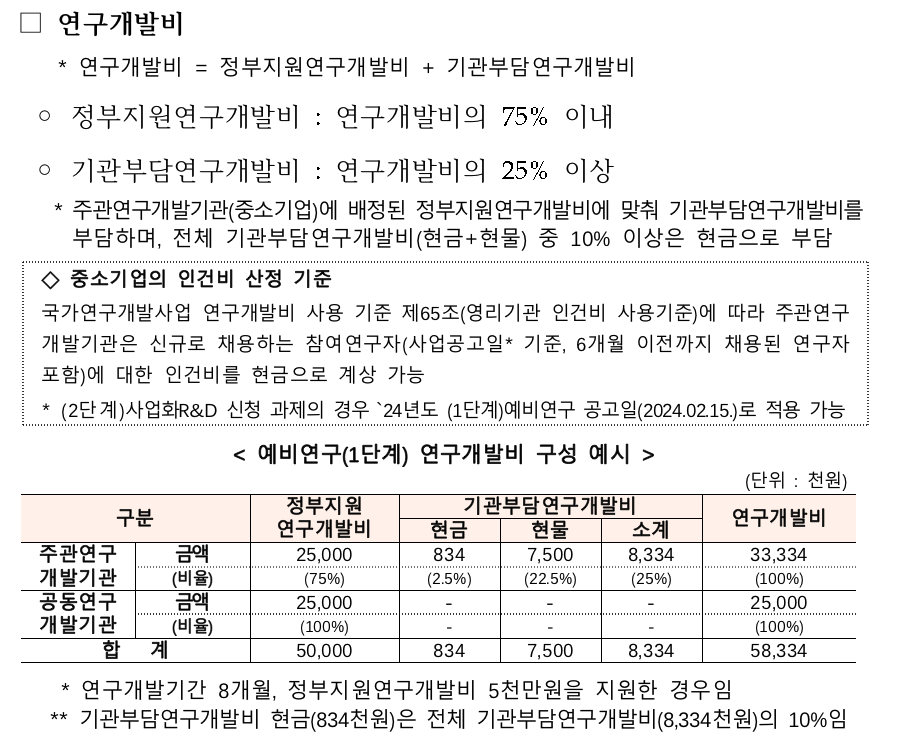 □ 연구개발비
* 연구개발비 = 정부지원연구개발비 + 기관부담연구개발비
○ 정부지원연구개발비 : 연구개발비의 75% 이내
○ 기관부담연구개발비 : 연구개발비의 25% 이상
* 주관연구개발기관(중소기업)에 배정된 정부지원연구개발비에 맞춰 기관부담연구개발비를
부담하며, 전체 기관부담연구개발비(현금+현물) 중 10% 이상은 현금으로 부담
◇ 중소기업의 인건비 산정 기준
국가연구개발사업 연구개발비 사용 기준 제65조(영리기관 인건비 사용기준)에 따라 주관연구
개발기관은 신규로 채용하는 참여연구자(사업공고일* 기준, 6개월 이전까지 채용된 연구자
포함)에 대한 인건비를 현금으로 계상 가능
* (2단계)사업화R&D 신청 과제의 경우 `24년도 (1단계)예비연구 공고일(2024.02.15.)로 적용 가능
< 예비연구(1단계) 연구개발비 구성 예시 >
(단위 : 천원)
구분 정부지원 연구개발비 기관부담연구개발비 연구개발비
현금 현물 소계
주관연구 금액 25,000 834 7,500 8,334 33,334
개발기관 (비율) (75%) (2.5%) (22.5%) (25%) (100%)
공동연구 금액 25,000 - - - 25,000
개발기관 (비율) (100%) - - - (100%)
합 계 50,000 834 7,500 8,334 58,334
* 연구개발기간 8개월, 정부지원연구개발비 5천만원을 지원한 경우임
** 기관부담연구개발비 현금(834천원)은 전체 기관부담연구개발비(8,334천원)의 10%임